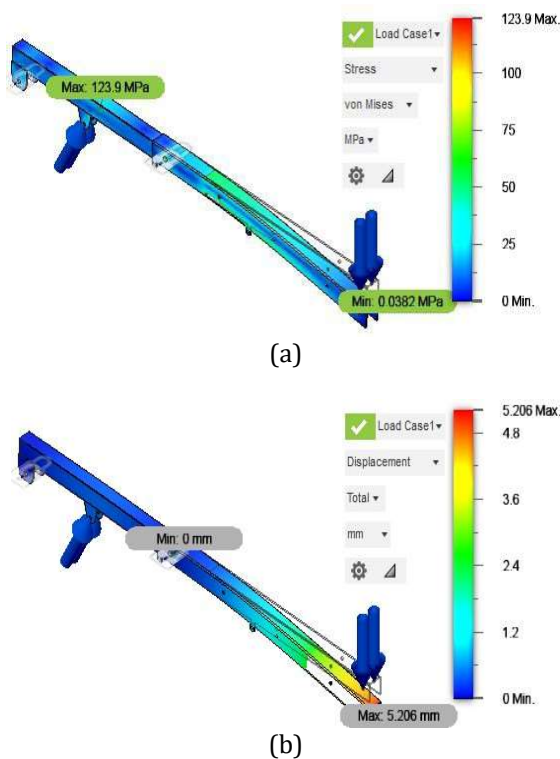 Load Case1
Stress
von Mises
MPa
123.9 Max.
100
75
50
25
0 Min.
Max: 123.9 MPa
Min: 0.0382 MPa
(a)
Load Case1
Displacement
Total
mm
5.206 Max.
4.8
3.6
2.4
1.2
0 Min.
Min: 0 mm
Max: 5.206 mm
(b)